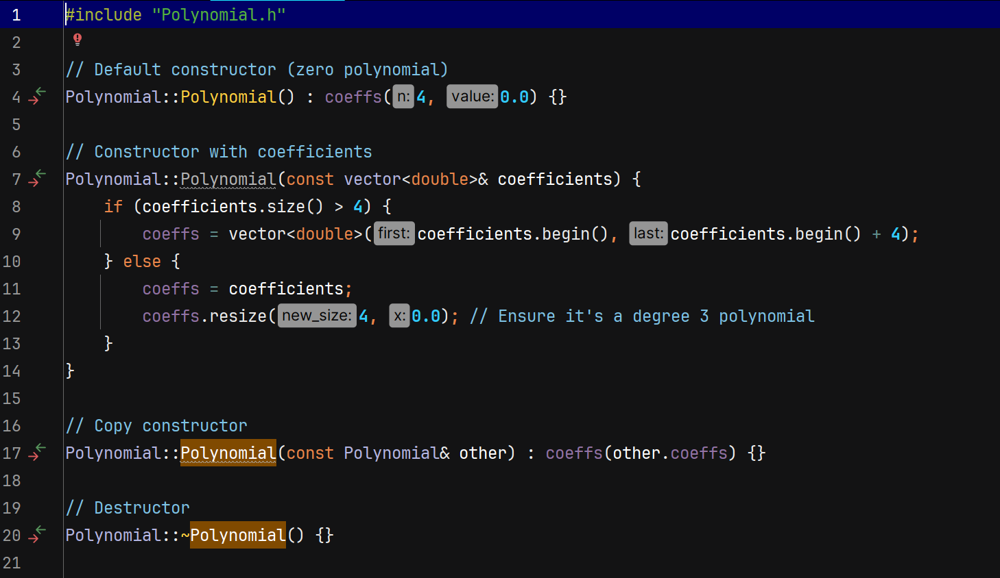 1 #include "Polynomial.h"
2
3 // Default constructor (zero polynomial)
4 Polynomial::Polynomial() : coeffs(n: 4, value: 0.0) {}
5
6 // Constructor with coefficients
7 Polynomial::Polynomial(const vector<double>& coefficients) {
8     if (coefficients.size() > 4) {
9         coeffs = vector<double>(first: coefficients.begin(), last: coefficients.begin() + 4);
10     } else {
11         coeffs = coefficients;
12         coeffs.resize(new_size: 4, x: 0.0); // Ensure it's a degree 3 polynomial
13     }
14 }
15
16 // Copy constructor
17 Polynomial::Polynomial(const Polynomial& other) : coeffs(other.coeffs) {}
18
19 // Destructor
20 Polynomial::~Polynomial() {}
21